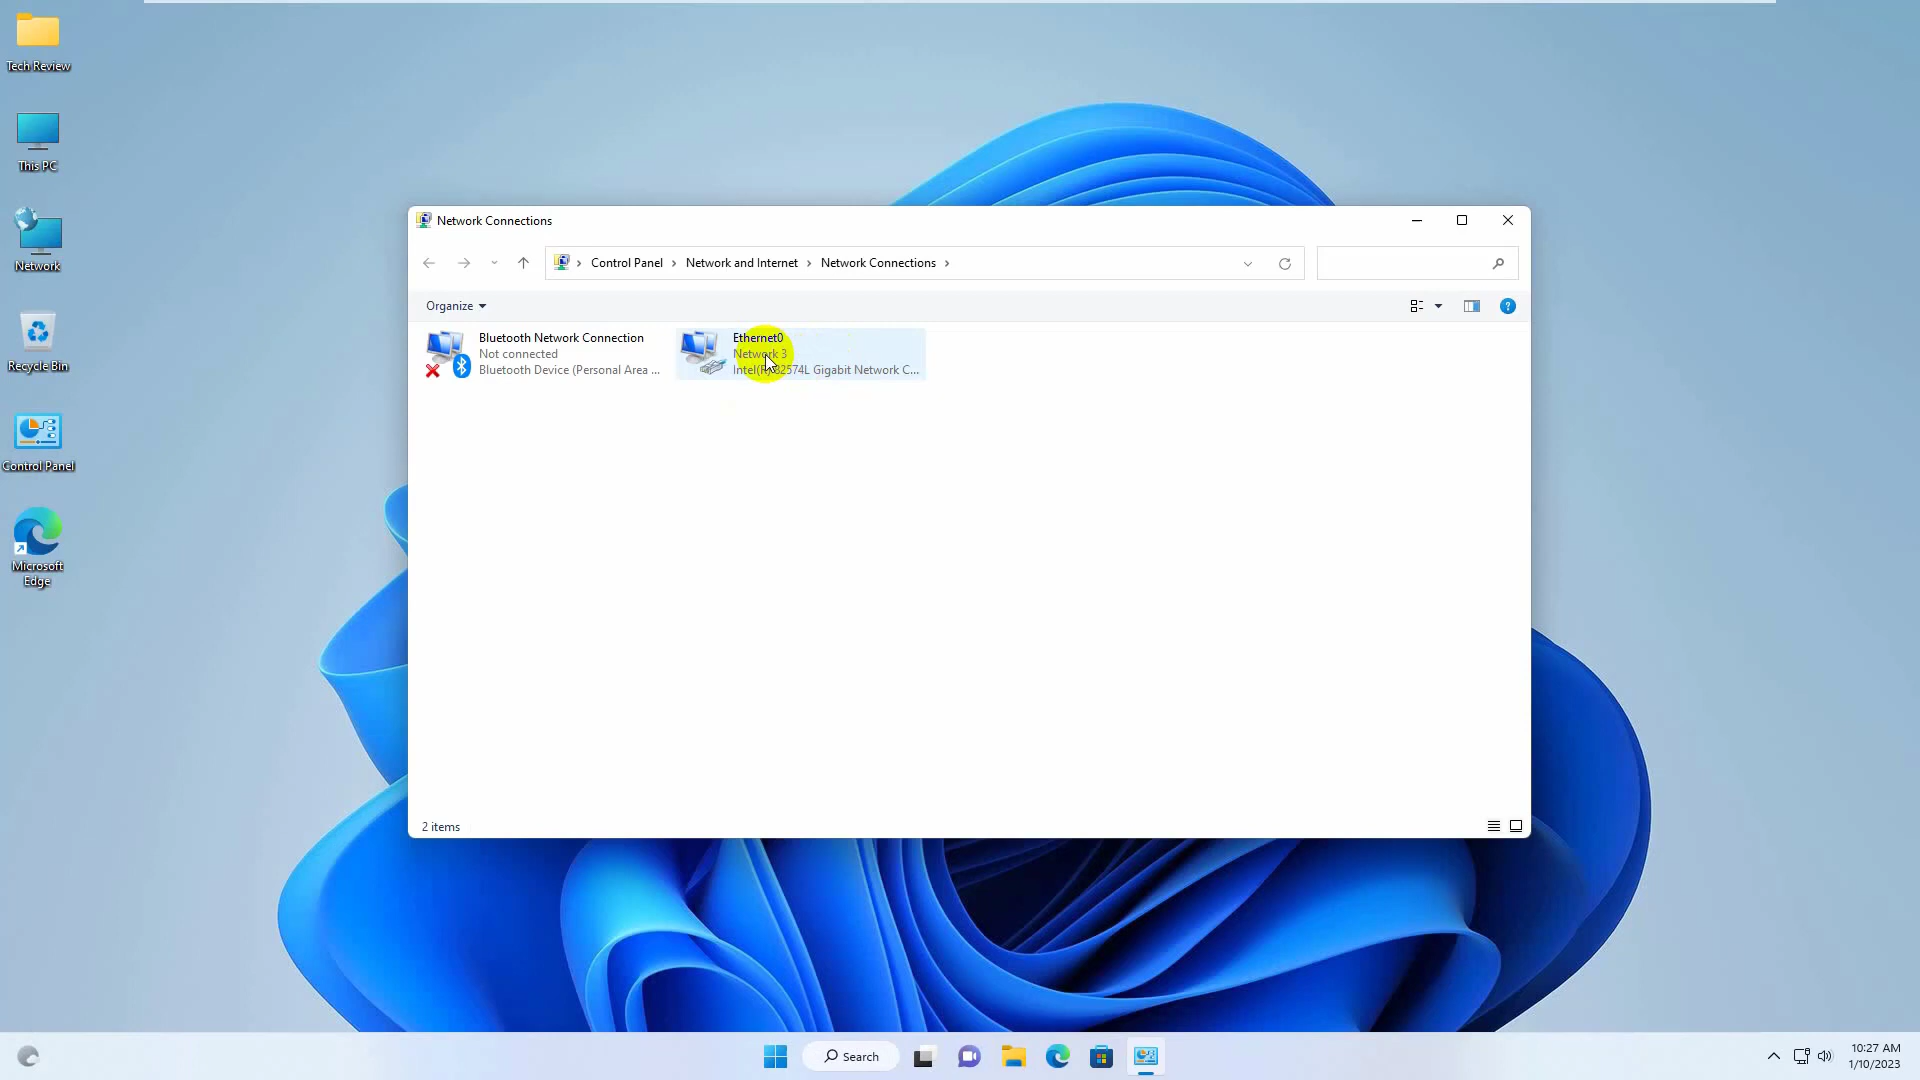 Tech Review
This PC
Network
Recycle Bin
Control Panel
Microsoft
Edge
Network Connections
Control Panel
Network and Internet
Network Connections
Organize
Bluetooth Network Connection
Not connected
Bluetooth Device (Personal Area ...
Ethernet0
Network 3
Intel(R) 82574L Gigabit Network C...
2 items
Search
10:27 AM
1/10/2023